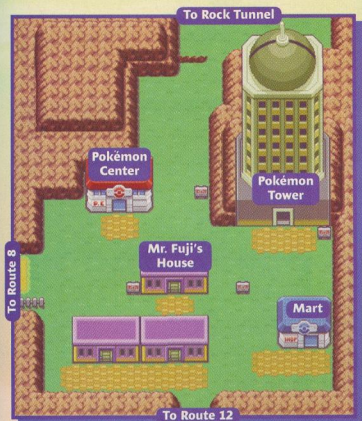 To Rock Tunnel
Pokémon
Center
Pokémon
Tower
To Route 8
Mr. Fuji's
House
Mart
P.C
To Route 12